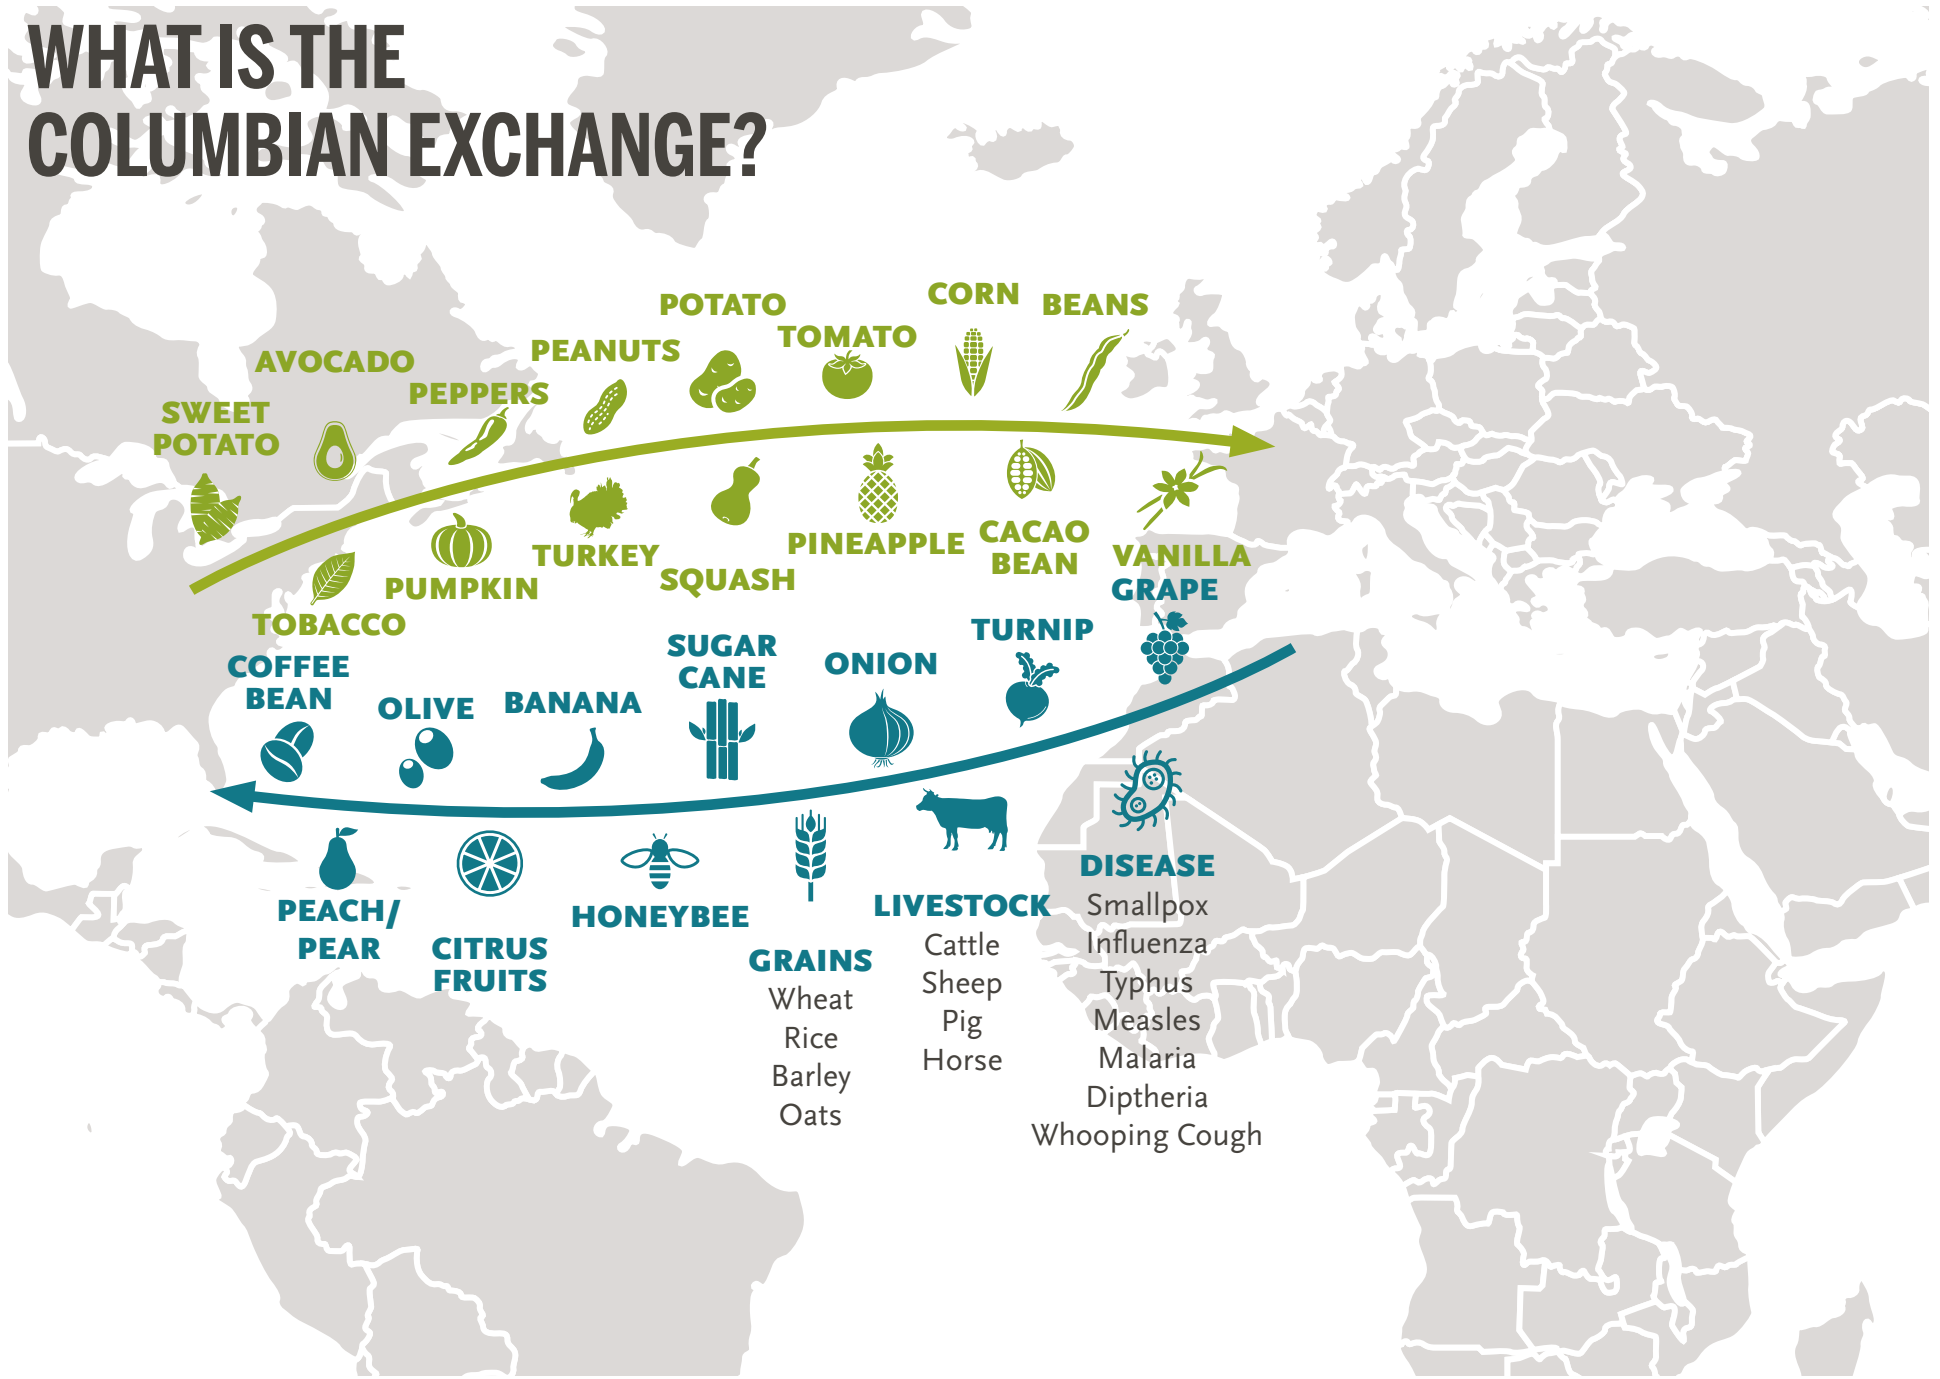 WHAT IS THE
COLUMBIAN EXCHANGE?
SWEET
POTATO
AVOCADO
PEPPERS
PEANUTS
POTATO
TOMATO
CORN
BEANS
TOBACCO
PUMPKIN
TURKEY
SQUASH
PINEAPPLE
CACAO
BEAN
VANILLA
COFFEE
BEAN
OLIVE
BANANA
SUGAR
CANE
ONION
TURNIP
GRAPE
PEACH/
PEAR
CITRUS
FRUITS
HONEYBEE
GRAINS
Wheat
Rice
Barley
Oats
LIVESTOCK
Cattle
Sheep
Pig
Horse
DISEASE
Smallpox
Influenza
Typhus
Measles
Malaria
Diptheria
Whooping Cough